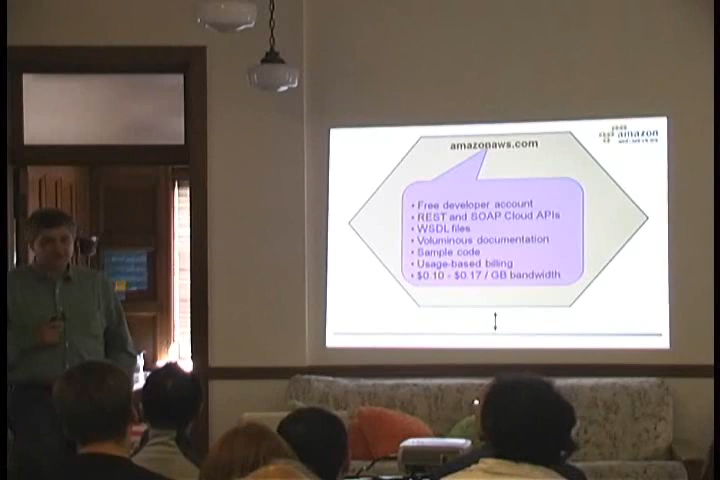 amazonaws.com
amazon
• Free developer account
• REST and SOAP Cloud APIs
• WSDL files
• Voluminous documentation
• Sample code
• Usage-based billing
• $0.10 - $0.17 / GB bandwidth